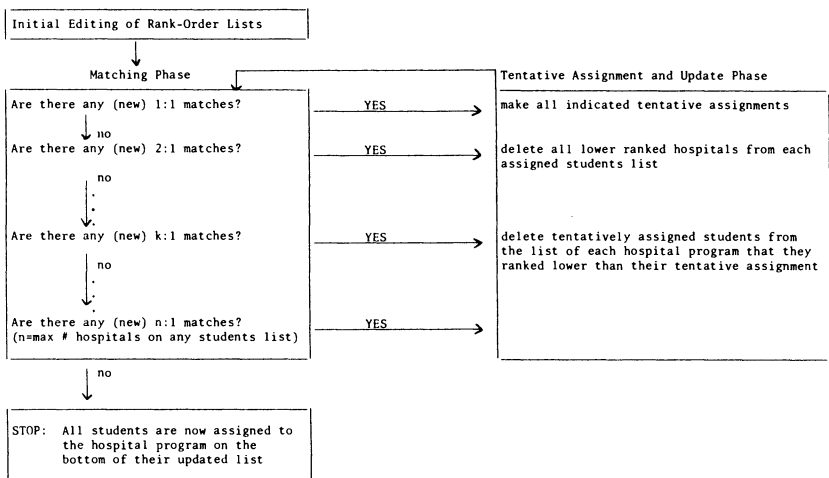 Initial Editing of Rank-Order Lists
Matching Phase
Tentative Assignment and Update Phase
Are there any (new) 1:1 matches?
YES
make all indicated tentative assignments
no
Are there any (new) 2:1 matches?
YES
delete all lower ranked hospitals from each
assigned students list
no
Are there any (new) k:1 matches?
YES
delete tentatively assigned students from
the list of each hospital program that they
ranked lower than their tentative assignment
no
Are there any (new) n:1 matches?
(n=max # hospitals on any students list)
YES
no
STOP: All students are now assigned to
the hospital program on the
bottom of their updated list